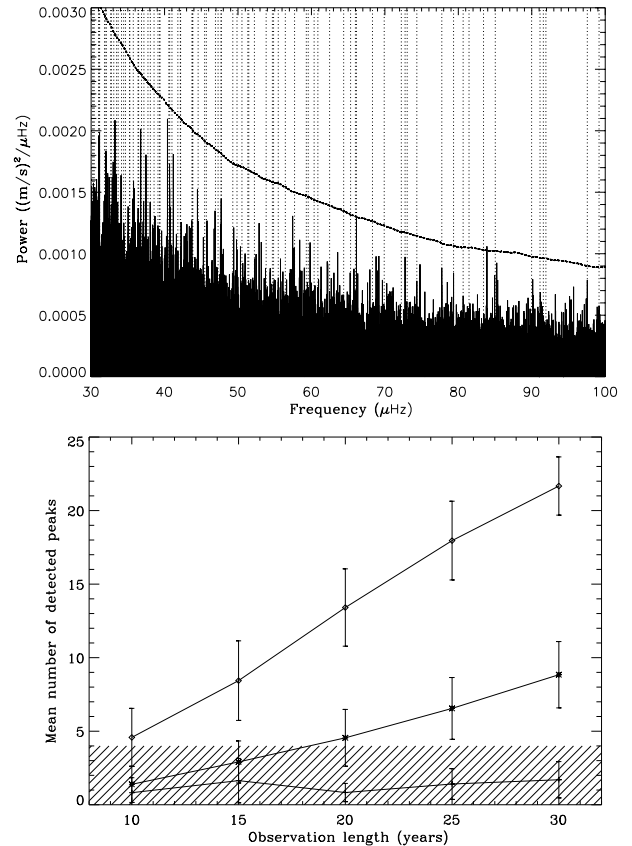 0.0030
0.0025
0.0020
0.0015
0.0010
0.0005
0.0000
Power ((m/s)²/μHz)
30 40 50 60 70 80 90 100
Frequency (μHz)
25
20
15
10
5
0
Mean number of detected peaks
10 15 20 25 30
Observation length (years)